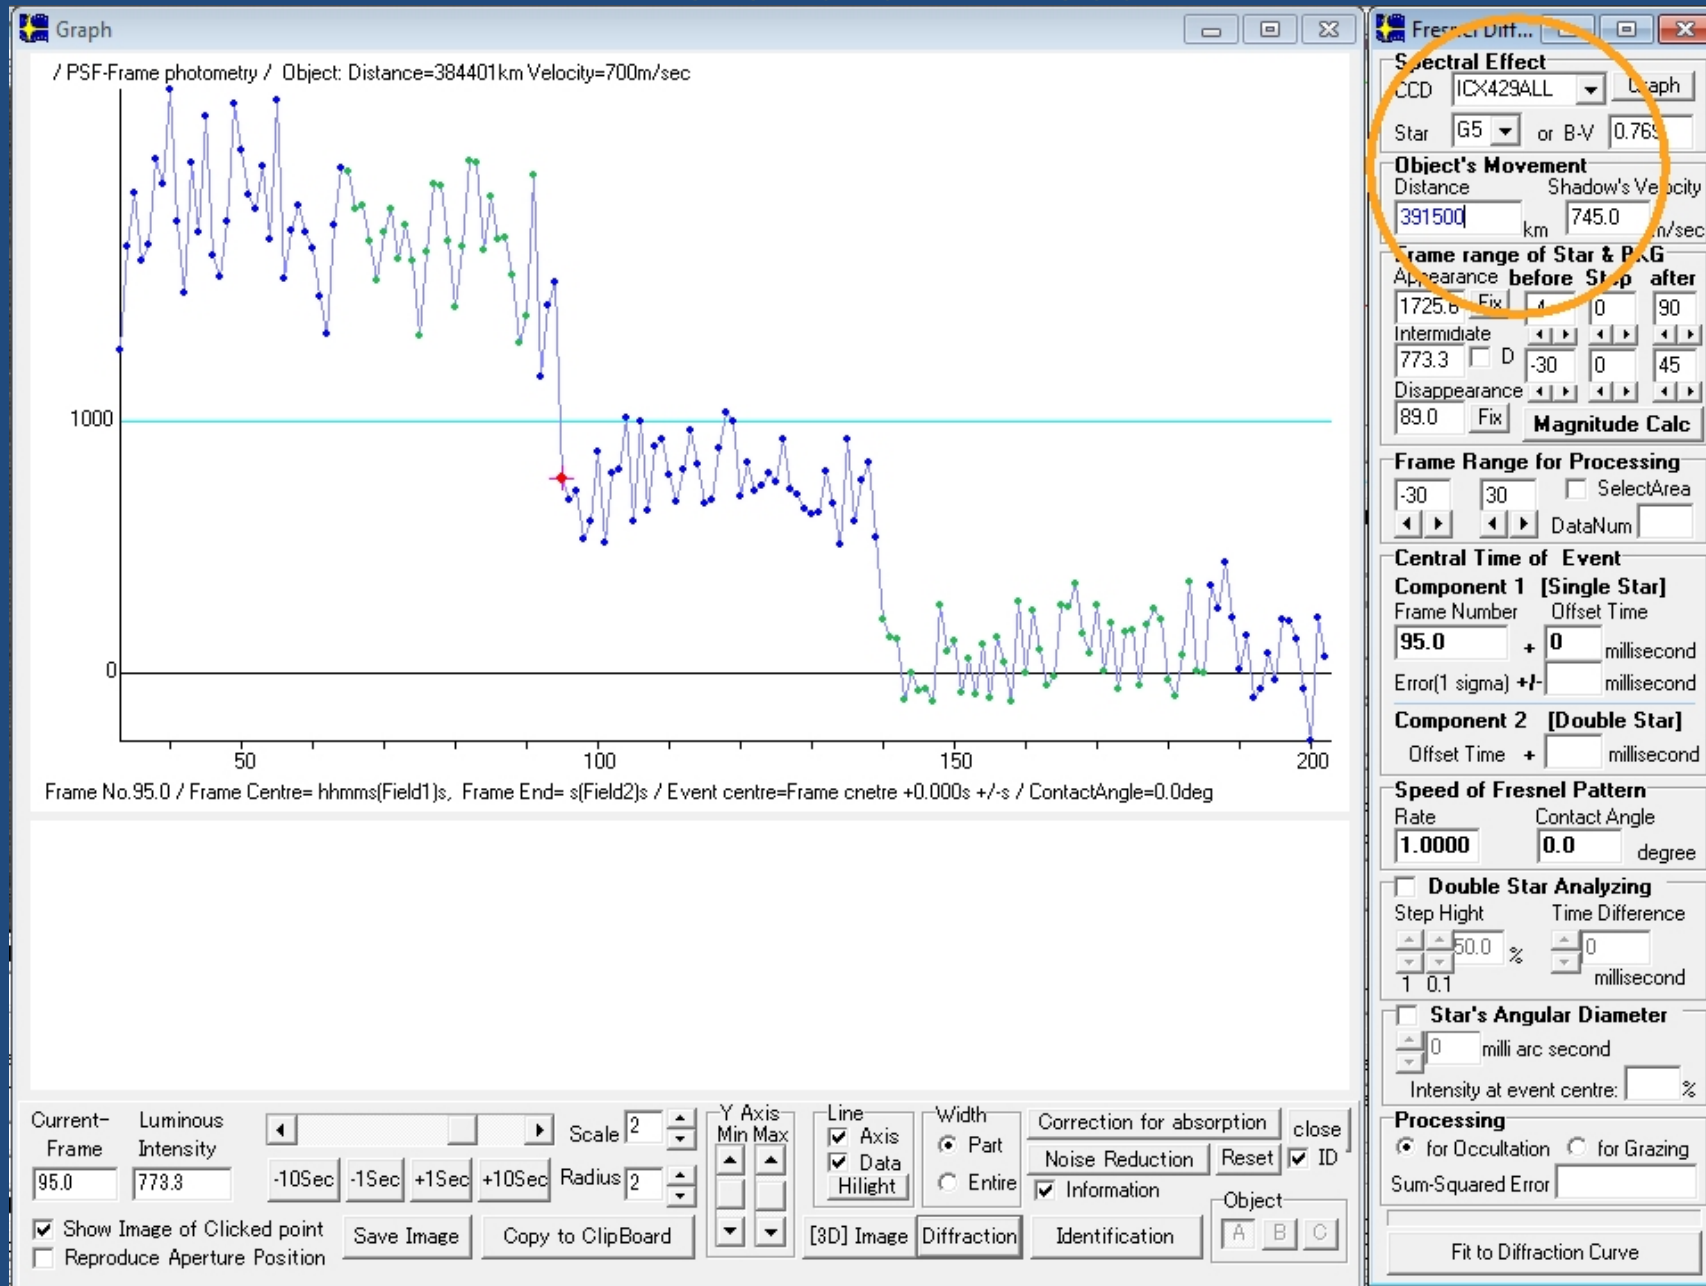 Graph
/ PSF-Frame photometry / Object: Distance=384401km Velocity=700m/sec
1000
0
50 100 150 200
Frame No.95.0 / Frame Centre= hhmms(Field1)s, Frame End= s(Field2)s / Event centre=Frame cnetre +0.000s +/-s / ContactAngle=0.0deg
Current-Frame
95.0
Luminous Intensity
773.3
-10Sec -1Sec +1Sec +10Sec
Scale 2
Radius 2
Show Image of Clicked point
Reproduce Aperture Position
Save Image
Copy to ClipBoard
Y Axis
Min Max
Line
Axis
Data
Hilight
Width
Part
Entire
[3D] Image
Diffraction
Correction for absorption
Noise Reduction
Reset
close
ID
Information
Identification
Object
A B C
Fresnel Diff...
Spectral Effect
CCD ICX429ALL Graph
Star G5 or B-V
Object's Movement
Distance Shadow's Velocity
391500 km 745.0 m/sec
Frame range of Star & BKG
Appearance before Stop after
1725.6 Fix 0 90
Intermidiate
773.3 D -30 0 45
Disappearance
89.0 Fix Magnitude Calc
Frame Range for Processing
-30 30 SelectArea
DataNum
Central Time of Event
Component 1 [Single Star]
Frame Number Offset Time
95.0 + 0 millisecond
Error(1 sigma) +/- millisecond
Component 2 [Double Star]
Offset Time + millisecond
Speed of Fresnel Pattern
Rate Contact Angle
1.0000 0.0 degree
Double Star Analyzing
Step Hight Time Difference
50.0 % 0
1 0.1 millisecond
Star's Angular Diameter
0 milli arc second
Intensity at event centre: %
Processing
for Occultation for Grazing
Sum-Squared Error
Fit to Diffraction Curve